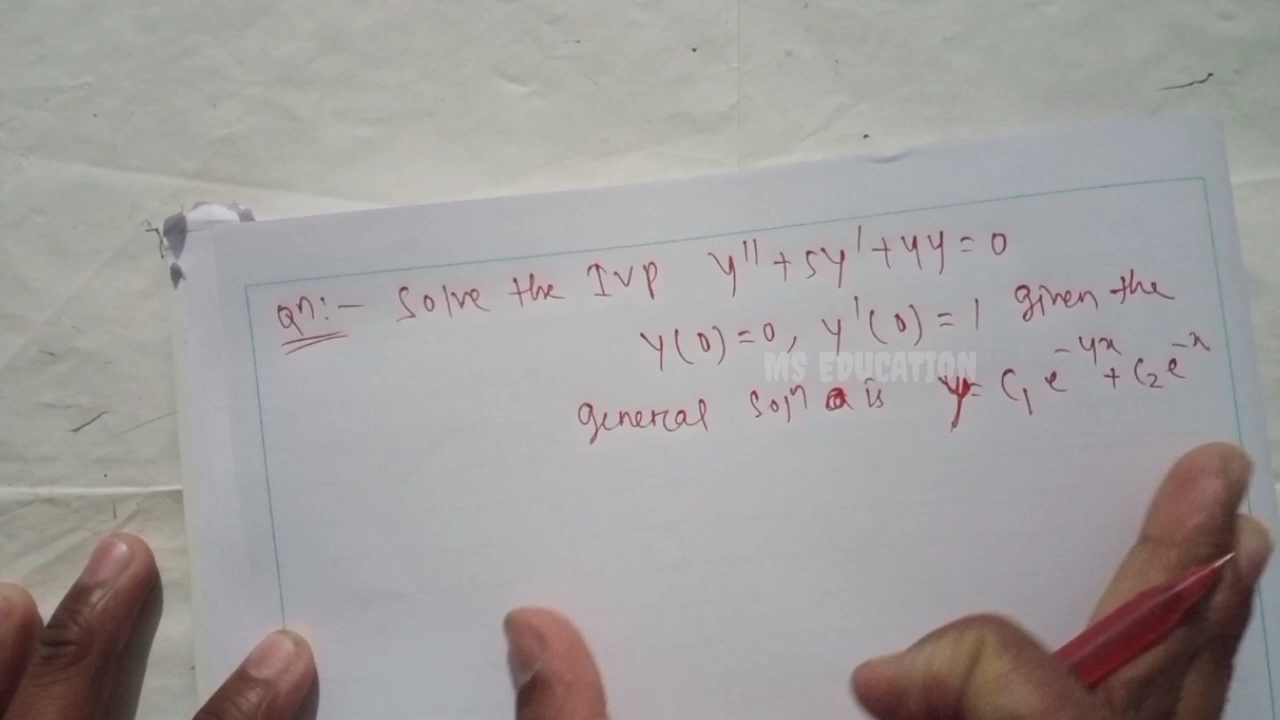 Qn:- Solve the IVP y'' + 5y' + 4y = 0
y(0) = 0, y'(0) = 1 given the
MS EDUCATION
general soln is y = C₁ e^-4x + C₂ e^-x